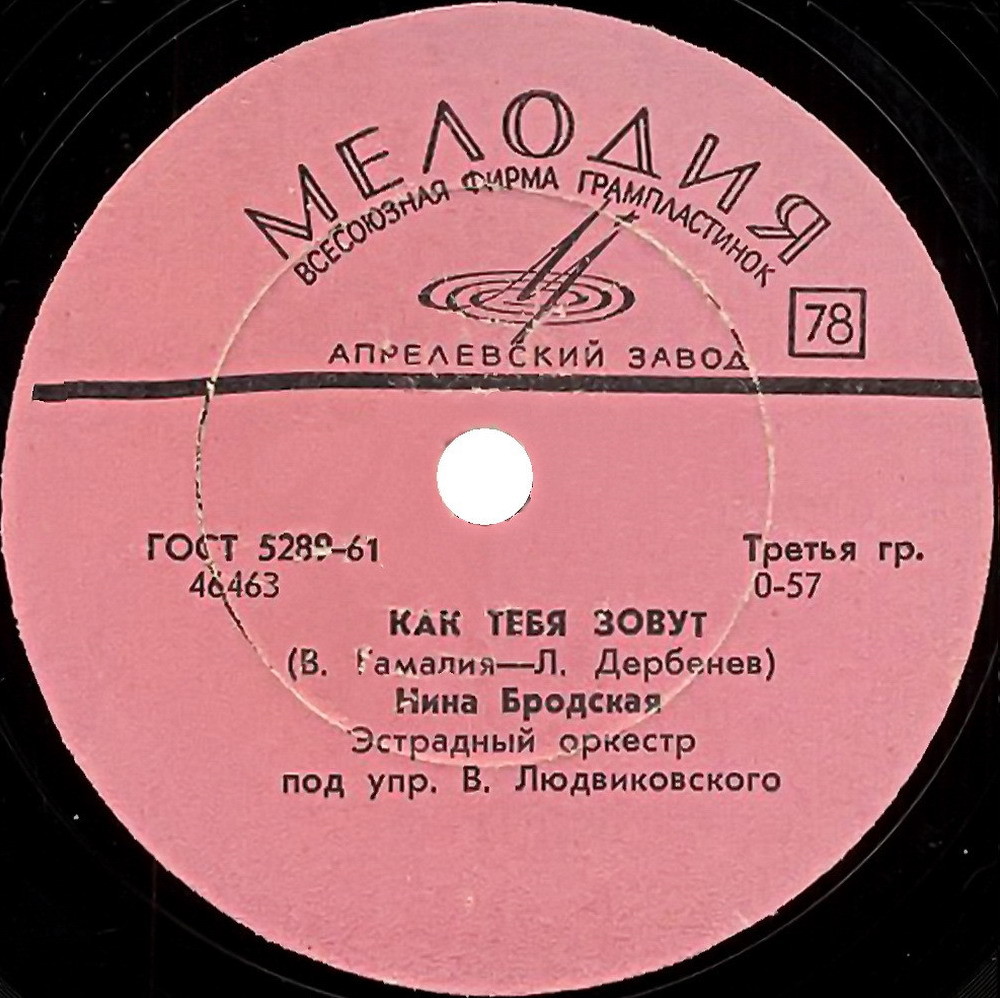 МЕЛОДИЯ
ВСЕСОЮЗНАЯ ФИРМА ГРАМПЛАСТИНОК
78
АПРЕЛЕВСКИЙ ЗАВОД
ГОСТ 5289–61
Третья гр.
46463
0-57
КАК ТЕБЯ ЗОВУТ
(В. Гамалия—Л. Дербенев)
Нина Бродская
Эстрадный оркестр
под упр. В. Людвиковского